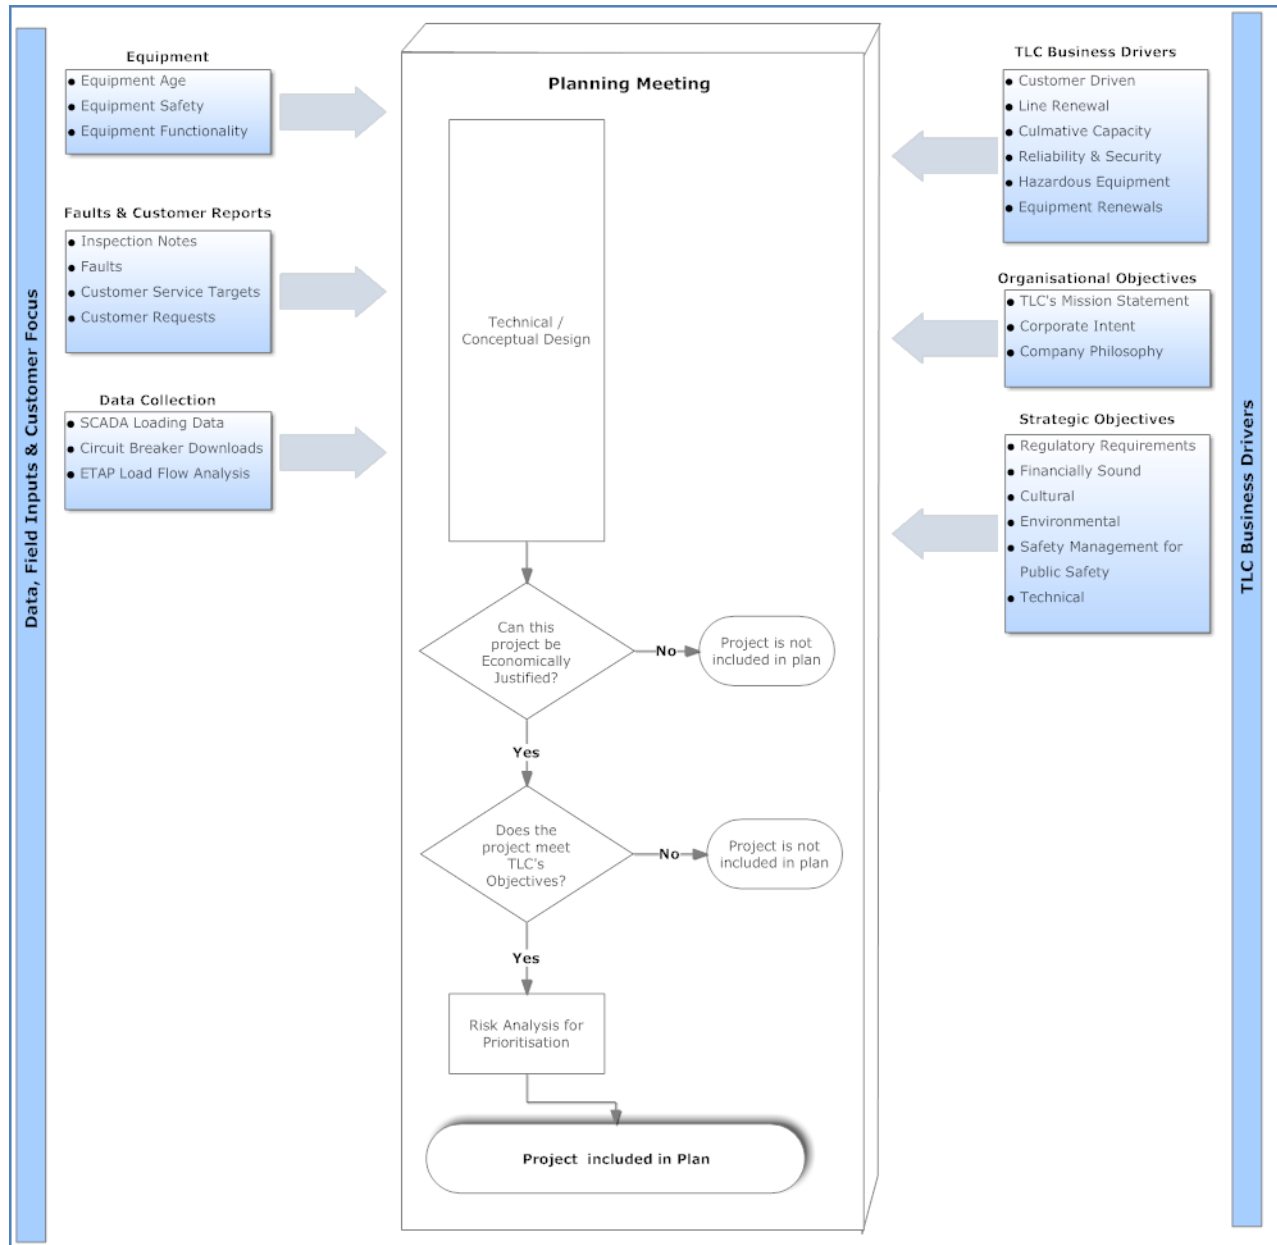 Data, Field Inputs & Customer Focus
Equipment
Equipment Age
Equipment Safety
Equipment Functionality
Faults & Customer Reports
Inspection Notes
Faults
Customer Service Targets
Customer Requests
Data Collection
SCADA Loading Data
Circuit Breaker Downloads
ETAP Load Flow Analysis
Planning Meeting
Technical /
Conceptual Design
Can this
project be
Economically
Justified?
No
Project is not
included in plan
Yes
Does the
project meet
TLC's
Objectives?
No
Project is not
included in plan
Yes
Risk Analysis for
Prioritisation
Project included in Plan
TLC Business Drivers
Customer Driven
Line Renewal
Culmative Capacity
Reliability & Security
Hazardous Equipment
Equipment Renewals
Organisational Objectives
TLC's Mission Statement
Corporate Intent
Company Philosophy
Strategic Objectives
Regulatory Requirements
Financially Sound
Cultural
Environmental
Safety Management for
Public Safety
Technical
TLC Business Drivers